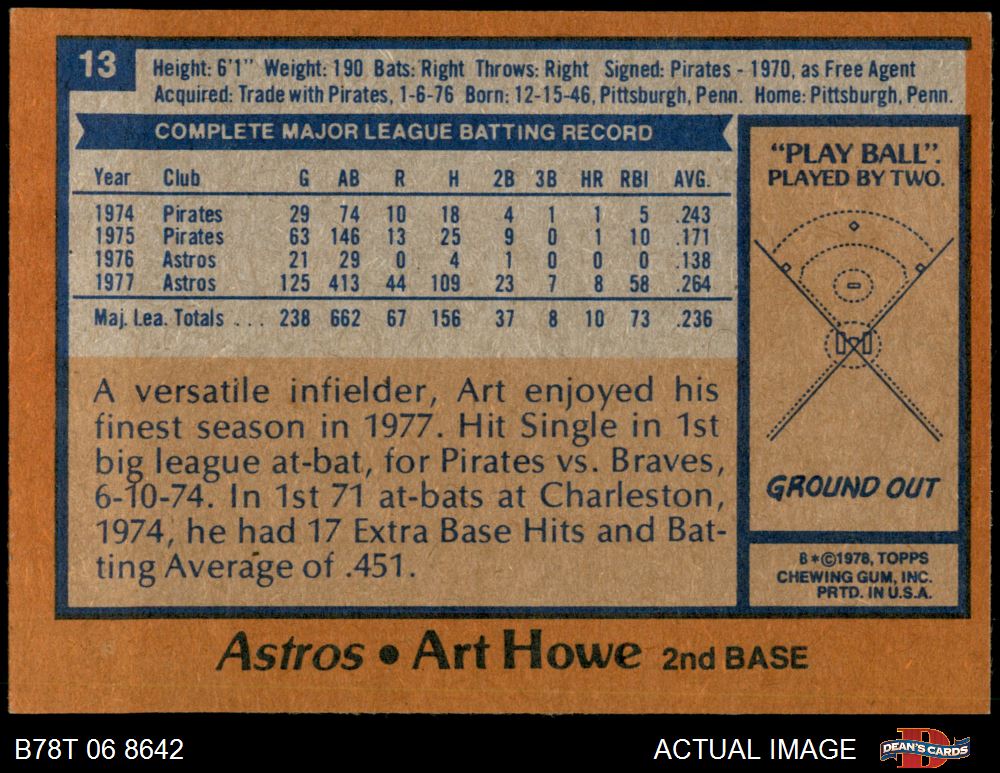 13
Height: 6'1" Weight: 190 Bats: Right Throws: Right Signed: Pirates - 1970, as Free Agent
Acquired: Trade with Pirates, 1-6-76 Born: 12-15-46, Pittsburgh, Penn. Home: Pittsburgh, Penn.
COMPLETE MAJOR LEAGUE BATTING RECORD
Year Club G AB R H 2B 3B HR RBI AVG.
1974 Pirates 29 74 10 18 4 1 1 5 .243
1975 Pirates 63 146 13 25 9 0 1 10 .171
1976 Astros 21 29 0 4 1 0 0 0 .138
1977 Astros 125 413 44 109 23 7 8 58 .264
Maj. Lea. Totals ... 238 662 67 156 37 8 10 73 .236
A versatile infielder, Art enjoyed his
finest season in 1977. Hit Single in 1st
big league at-bat, for Pirates vs. Braves,
6-10-74. In 1st 71 at-bats at Charleston,
1974, he had 17 Extra Base Hits and Bat-
ting Average of .451.
"PLAY BALL".
PLAYED BY TWO.
GROUND OUT
B*©1978, TOPPS
CHEWING GUM, INC.
PRTD. IN U.S.A.
Astros • Art Howe 2nd BASE
B78T 06 8642
ACTUAL IMAGE
DEAN'S CARDS